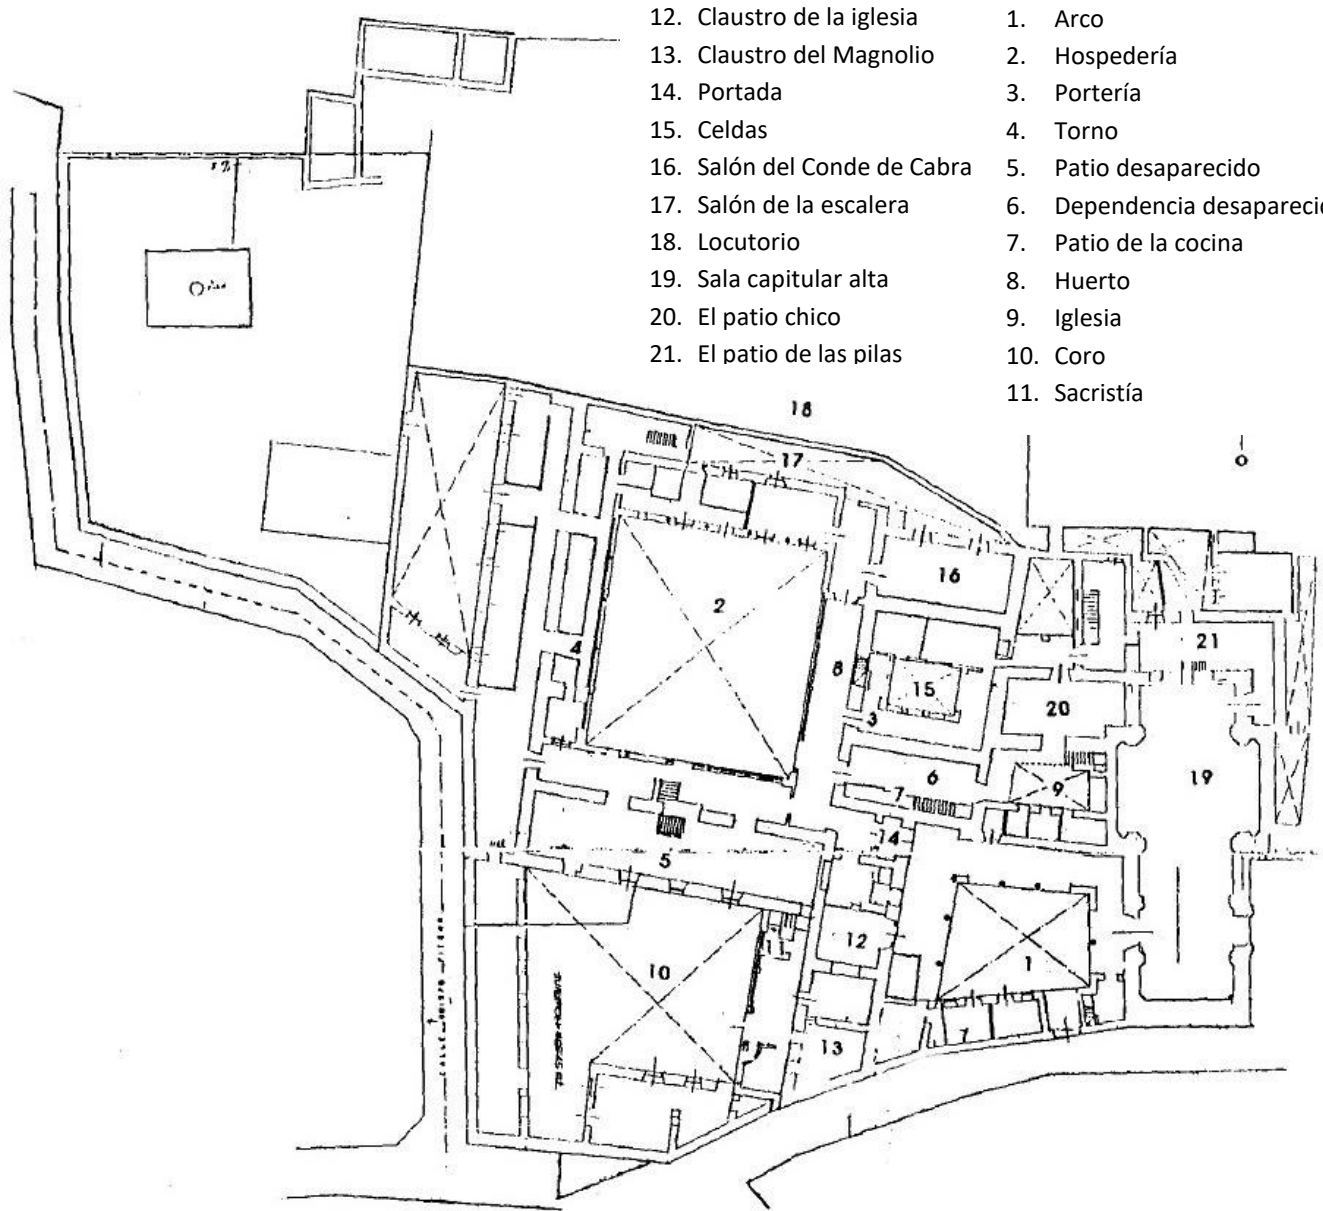 12. Claustro de la iglesia
13. Claustro del Magnolio
14. Portada
15. Celdas
16. Salón del Conde de Cabra
17. Salón de la escalera
18. Locutorio
19. Sala capitular alta
20. El patio chico
21. El patio de las pilas
1. Arco
2. Hospedería
3. Portería
4. Torno
5. Patio desaparecido
6. Dependencia desaparecid
7. Patio de la cocina
8. Huerto
9. Iglesia
10. Coro
11. Sacristía
18
17
16
2
21
4
8
15
3
20
6
19
7
9
14
5
12
11
10
1
13
7